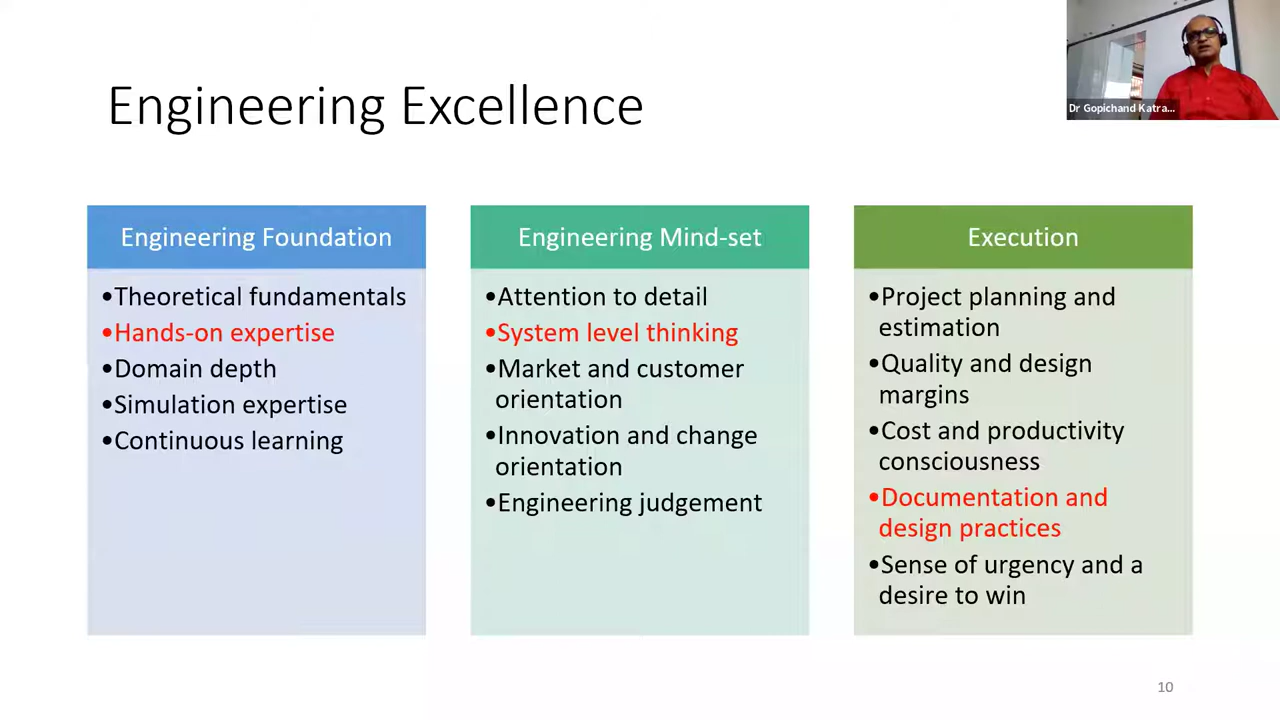 Engineering Excellence
Dr Gopichand Katra...
Engineering Foundation
•Theoretical fundamentals
•Hands-on expertise
•Domain depth
•Simulation expertise
•Continuous learning
Engineering Mind-set
•Attention to detail
•System level thinking
•Market and customer
orientation
•Innovation and change
orientation
•Engineering judgement
Execution
•Project planning and
estimation
•Quality and design
margins
•Cost and productivity
consciousness
•Documentation and
design practices
•Sense of urgency and a
desire to win
10